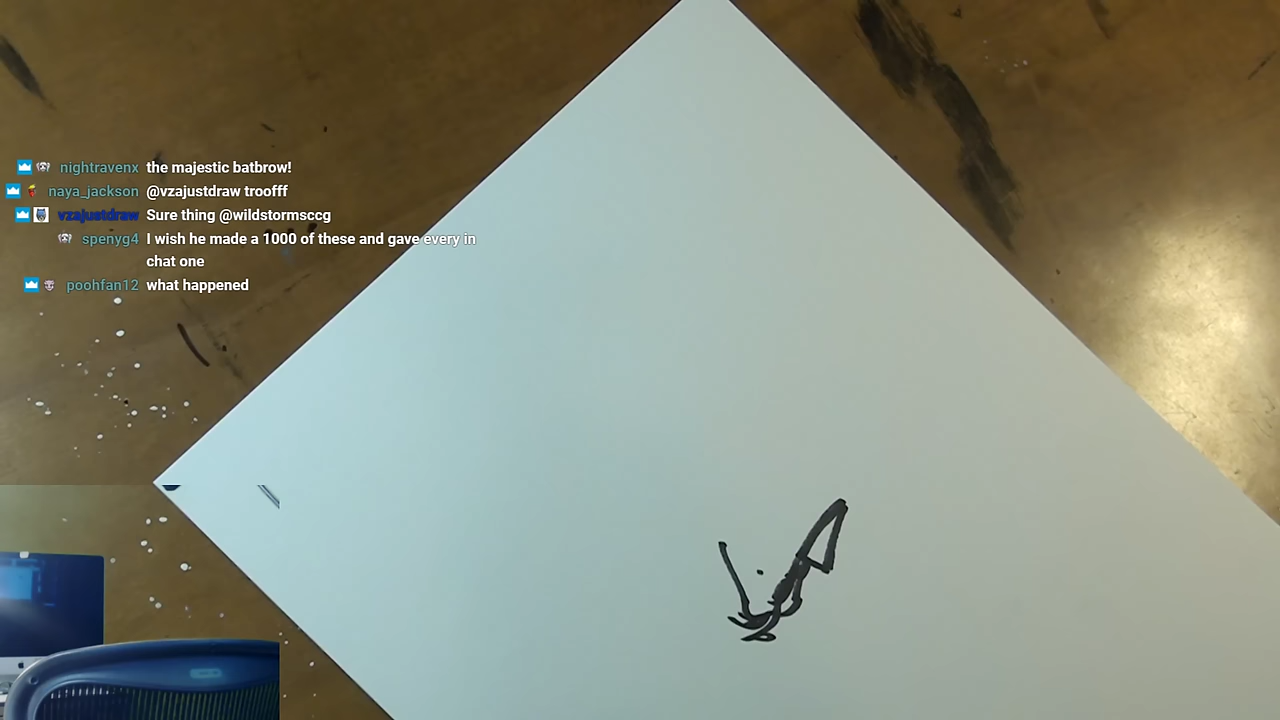 nightravenx the majestic batbrow!
naya_jackson @vzajustdraw troofff
vzajustdraw Sure thing @wildstormsccg
spenyg4 I wish he made a 1000 of these and gave every in
chat one
poohfan12 what happened